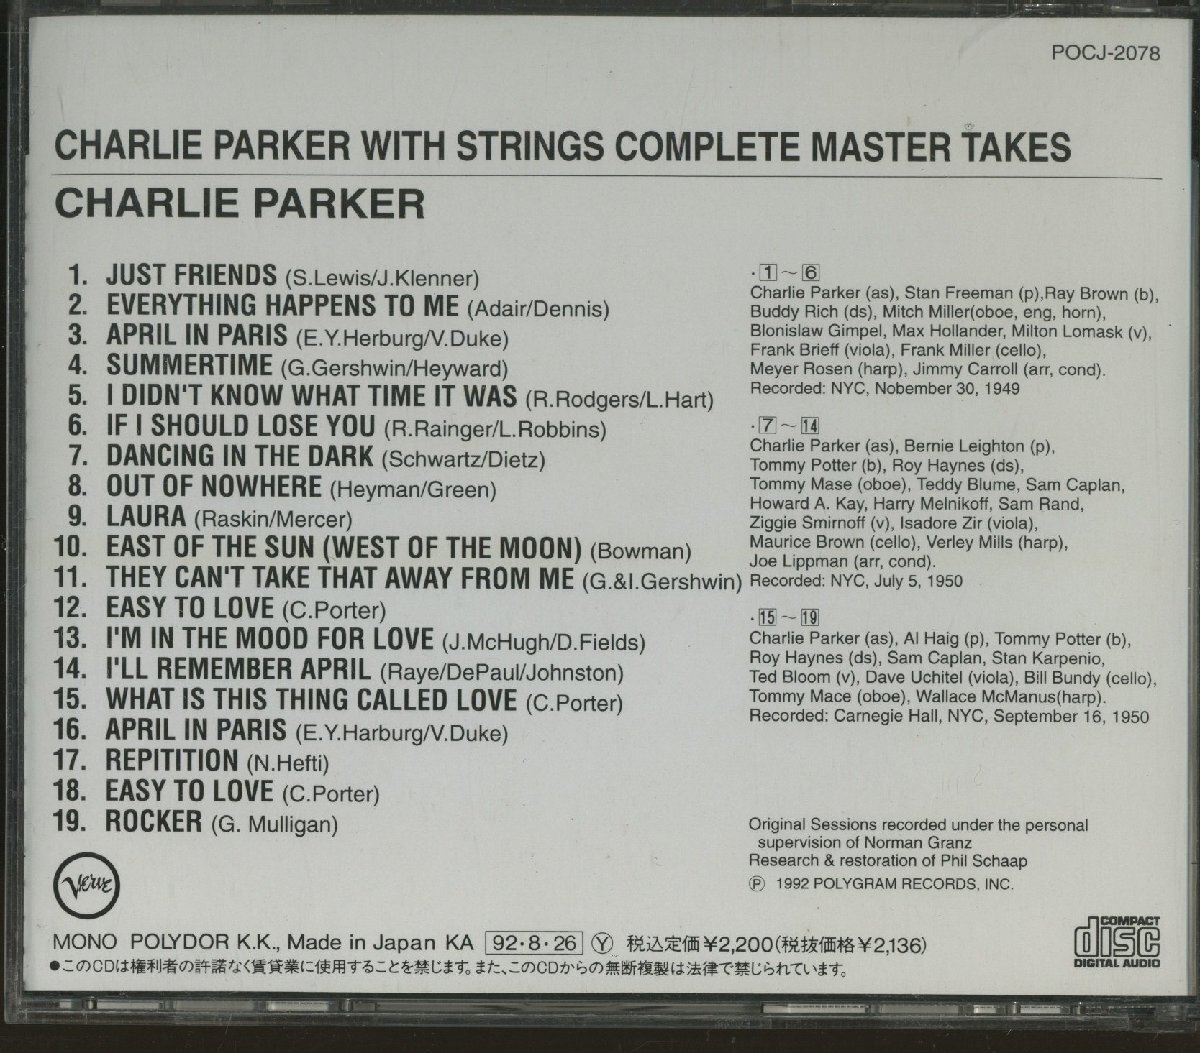 POCJ-2078
CHARLIE PARKER WITH STRINGS COMPLETE MASTER TAKES
CHARLIE PARKER
1. JUST FRIENDS (S.Lewis/J.Klenner)
2. EVERYTHING HAPPENS TO ME (Adair/Dennis)
3. APRIL IN PARIS (E.Y.Herburg/V.Duke)
4. SUMMERTIME (G.Gershwin/Heyward)
5. I DIDN'T KNOW WHAT TIME IT WAS (R.Rodgers/L.Hart)
6. IF I SHOULD LOSE YOU (R.Rainger/L.Robbins)
7. DANCING IN THE DARK (Schwartz/Dietz)
8. OUT OF NOWHERE (Heyman/Green)
9. LAURA (Raskin/Mercer)
10. EAST OF THE SUN (WEST OF THE MOON) (Bowman)
11. THEY CAN'T TAKE THAT AWAY FROM ME (G.&I.Gershwin)
12. EASY TO LOVE (C.Porter)
13. I'M IN THE MOOD FOR LOVE (J.McHugh/D.Fields)
14. I'LL REMEMBER APRIL (Raye/DePaul/Johnston)
15. WHAT IS THIS THING CALLED LOVE (C.Porter)
16. APRIL IN PARIS (E.Y.Harburg/V.Duke)
17. REPITITION (N.Hefti)
18. EASY TO LOVE (C.Porter)
19. ROCKER (G. Mulligan)
·1~6
Charlie Parker (as), Stan Freeman (p),Ray Brown (b),
Buddy Rich (ds), Mitch Miller(oboe, eng, horn),
Blonislaw Gimpel, Max Hollander, Milton Lomask (v),
Frank Brieff (viola), Frank Miller (cello),
Meyer Rosen (harp), Jimmy Carroll (arr, cond).
Recorded: NYC, Nobember 30, 1949
·7~14
Charlie Parker (as), Bernie Leighton (p),
Tommy Potter (b), Roy Haynes (ds),
Tommy Mase (oboe), Teddy Blume, Sam Caplan,
Howard A. Kay, Harry Melnikoff, Sam Rand,
Ziggie Smirnoff (v), Isadore Zir (viola),
Maurice Brown (cello), Verley Mills (harp),
Joe Lippman (arr, cond).
Recorded: NYC, July 5, 1950
·15~19
Charlie Parker (as), Al Haig (p), Tommy Potter (b),
Roy Haynes (ds), Sam Caplan, Stan Karpenio,
Ted Bloom (v), Dave Uchitel (viola), Bill Bundy (cello),
Tommy Mace (oboe), Wallace McManus(harp).
Recorded: Carnegie Hall, NYC, September 16, 1950
Original Sessions recorded under the personal
supervision of Norman Granz
Research & restoration of Phil Schaap
Ⓟ 1992 POLYGRAM RECORDS, INC.
Verve
MONO POLYDOR K.K., Made in Japan KA 92·8·26 Ⓨ 税込定価¥2,200(税抜価格¥2,136)
●このCDは権利者の許諾なく賃貸業に使用することを禁じます。また、このCDからの無断複製は法律で禁じられています。
COMPACT
disc
DIGITAL AUDIO